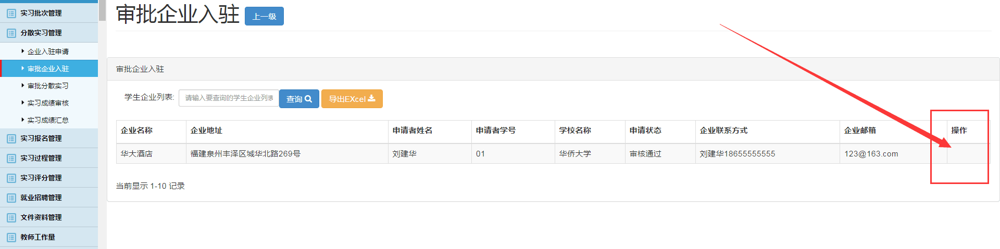 实习批次管理
分散实习管理
企业入驻申请
审批企业入驻
审批分散实习
实习成绩审核
实习成绩汇总
实习报名管理
实习过程管理
实习评分管理
就业招聘管理
文件资料管理
教师工作量
审批企业入驻 上一级
审批企业入驻
学生企业列表: 请输入要查询的学生企业列表 查询 导出EXcel
企业名称 企业地址 申请者姓名 申请者学号 学校名称 申请状态 企业联系方式 企业邮箱 操作
华大酒店 福建泉州丰泽区城华北路269号 刘建华 01 华侨大学 审核通过 刘建华18655555555 123@163.com
当前显示 1-10 记录